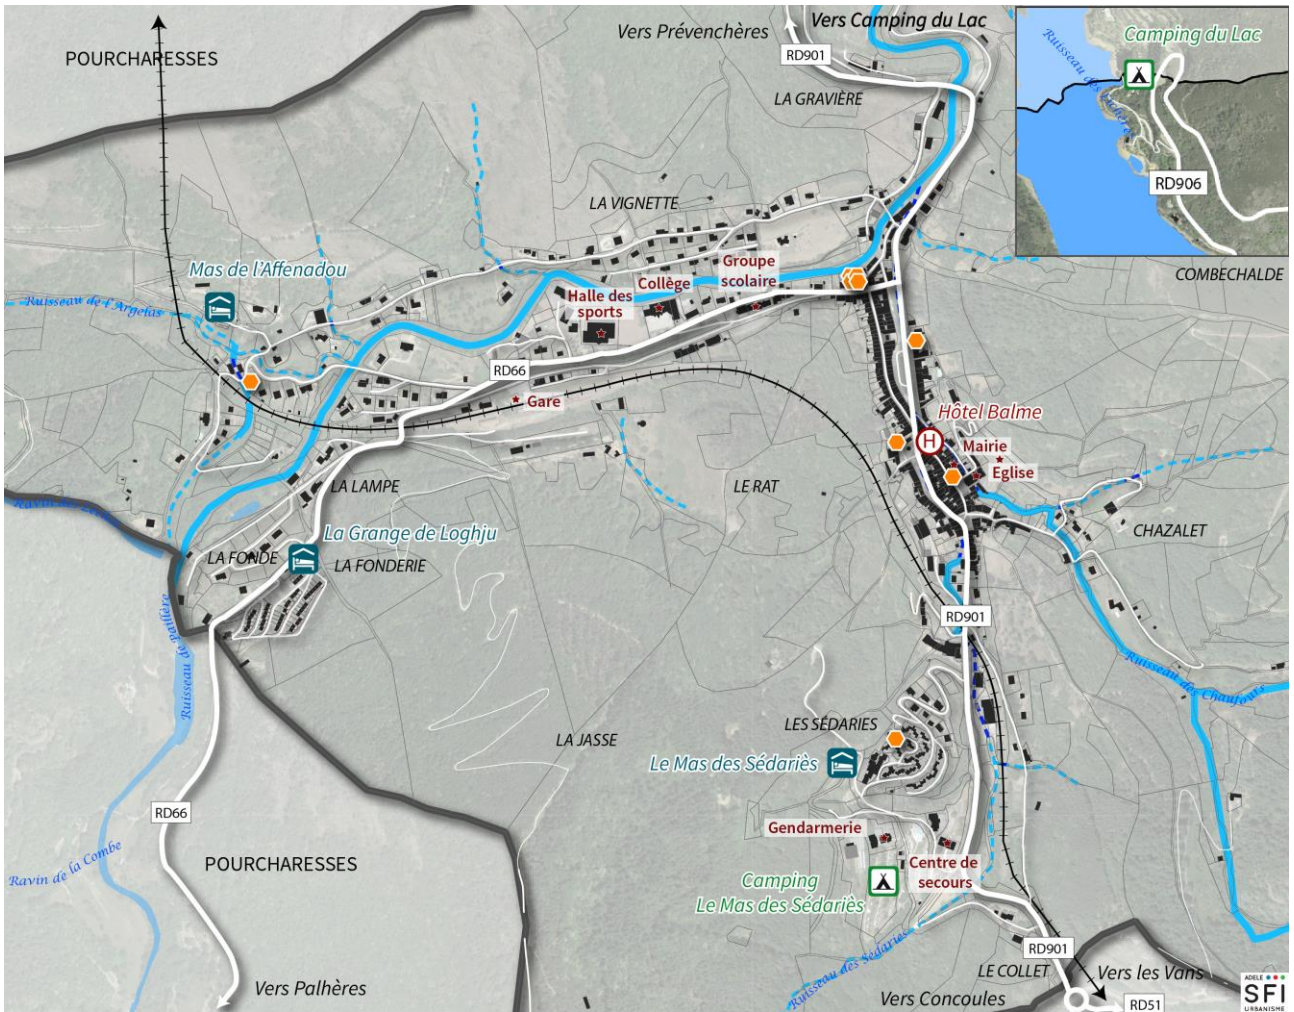 POURCHARESSES
Vers Prévenchères
Vers Camping du Lac
RD901
LA GRAVIÈRE
Camping du Lac
RD906
LA VIGNETTE
COMBECHALDE
Mas de l'Affenadou
Ruisseau de l'Argelas
Groupe
scolaire
Collège
Halle des
sports
RD66
Gare
Hôtel Balme
H
Mairie
Eglise
LA LAMPE
LE RAT
CHAZALET
La Grange de Loghju
LA FONDE
LA FONDERIE
Ruisseau de Paillère
RD901
Ruisseau des Chaufours
LES SÉDARIES
LA JASSE
Le Mas des Sédariès
RD66
Gendarmerie
Centre de
secours
POURCHARESSES
Ravin de la Combe
Camping
Le Mas des Sédariès
Ruisseau des Sédaries
RD901
LE COLLET
Vers les Vans
Vers Palhères
Vers Concoules
RD51
ADELE
SFI
URBANISME